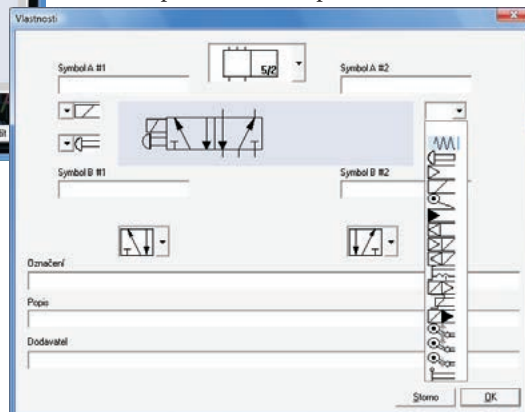 Vlastnosti
5/2
Symbol A #1
Symbol A #2
Symbol B #1
Symbol B #2
Označení
Popis
Dodavatel
Storno
OK